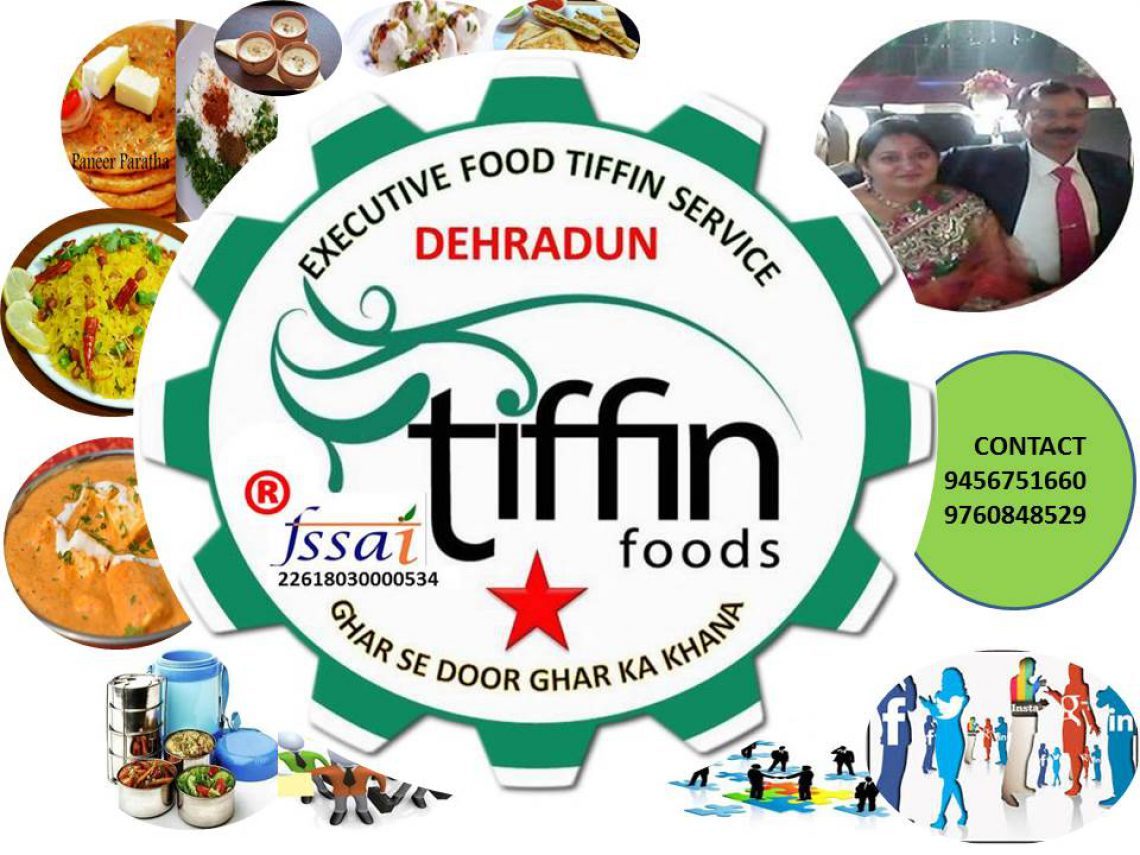 Paneer Paratha
EXECUTIVE FOOD TIFFIN SERVICE
DEHRADUN
tiffin
foods
®
fssai
22618030000534
GHAR SE DOOR GHAR KA KHANA
CONTACT
9456751660
9760848529
f
f
Insta
g+
in
in